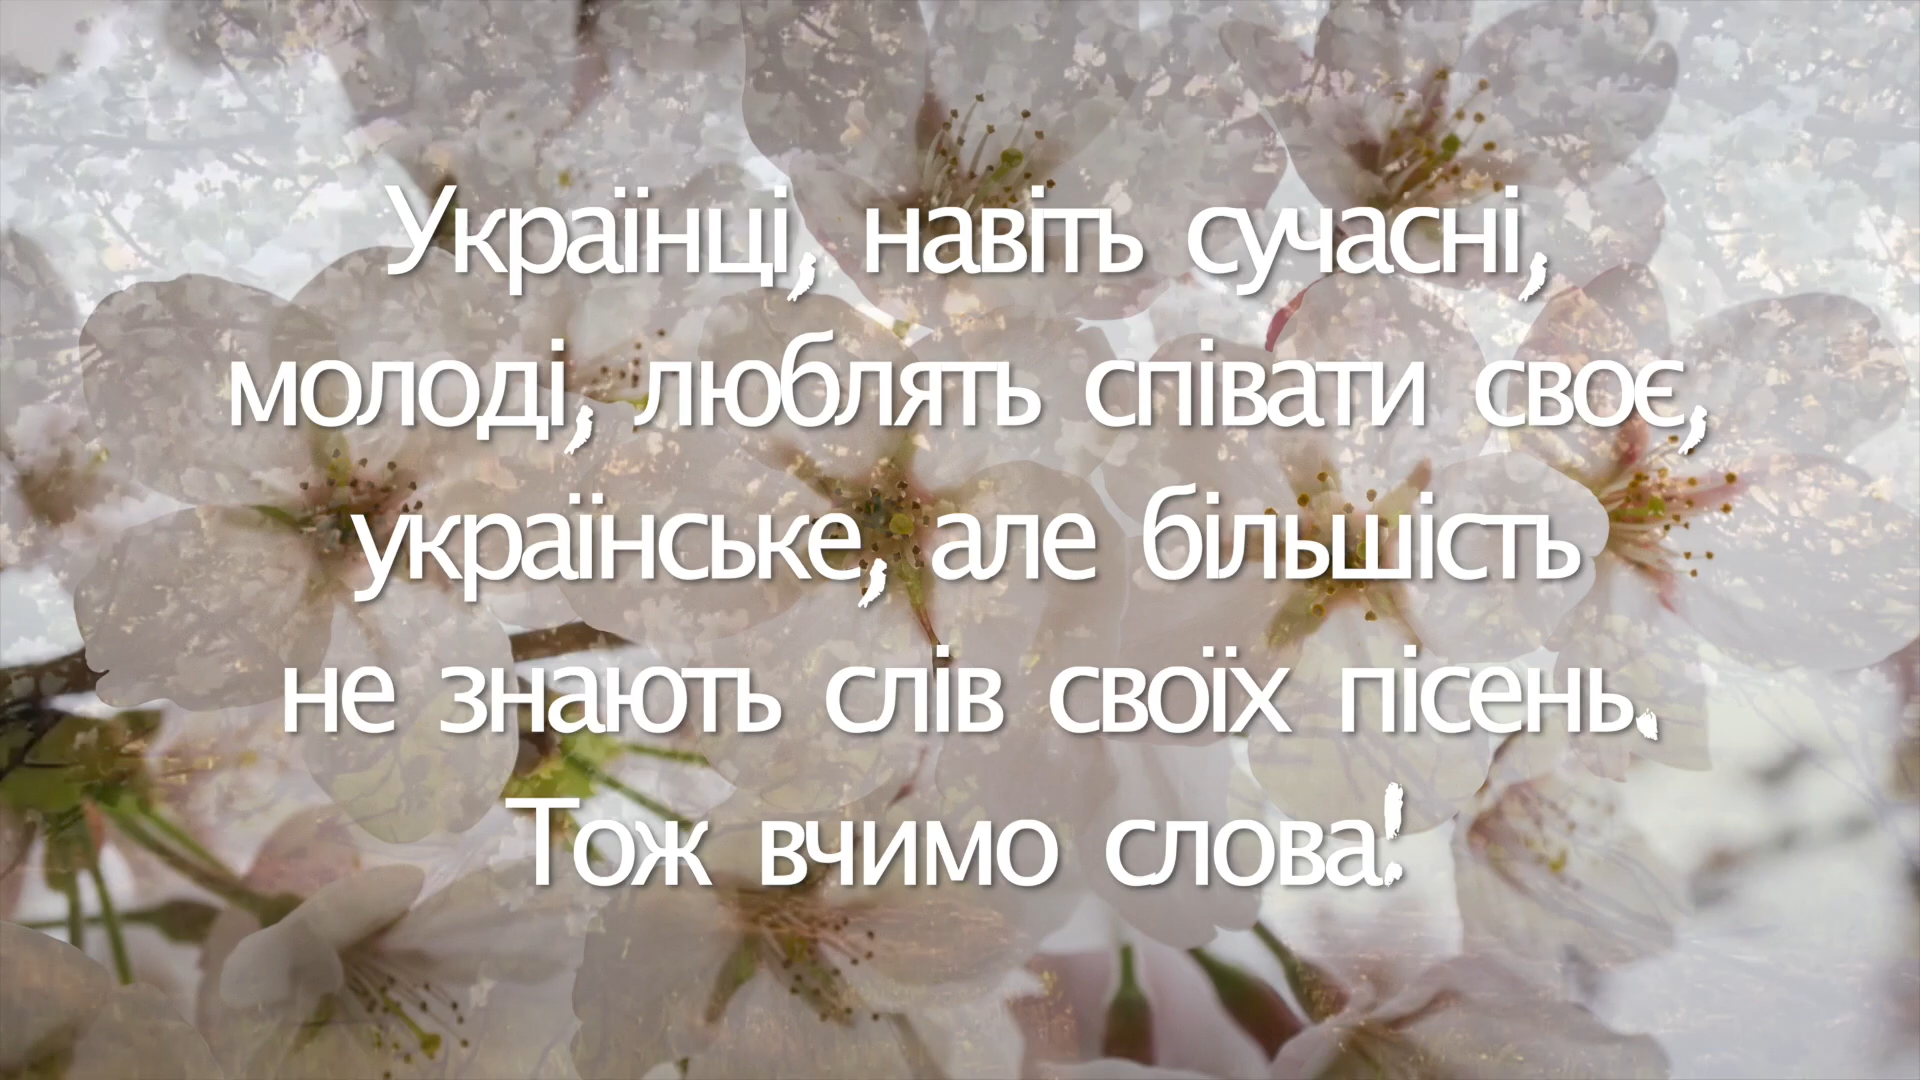 Українці, навіть сучасні,
молоді, люблять співати своє,
українське, але більшість
не знають слів своїх пісень.
Тож вчимо слова!